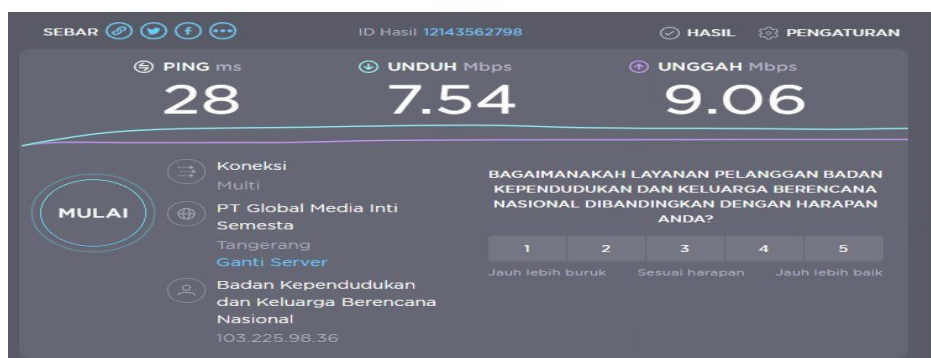 SEBAR
ID Hasil 12143562798
HASIL
PENGATURAN
PING ms
28
UNDUH Mbps
7.54
UNGGAH Mbps
9.06
MULAI
Koneksi
Multi
PT Global Media Inti
Semesta
Tangerang
Ganti Server
Badan Kependudukan
dan Keluarga Berencana
Nasional
103.225.98.36
BAGAIMANAKAH LAYANAN PELANGGAN BADAN
KEPENDUDUKAN DAN KELUARGA BERENCANA
NASIONAL DIBANDINGKAN DENGAN HARAPAN
ANDA?
1 2 3 4 5
Jauh lebih buruk Sesuai harapan Jauh lebih baik